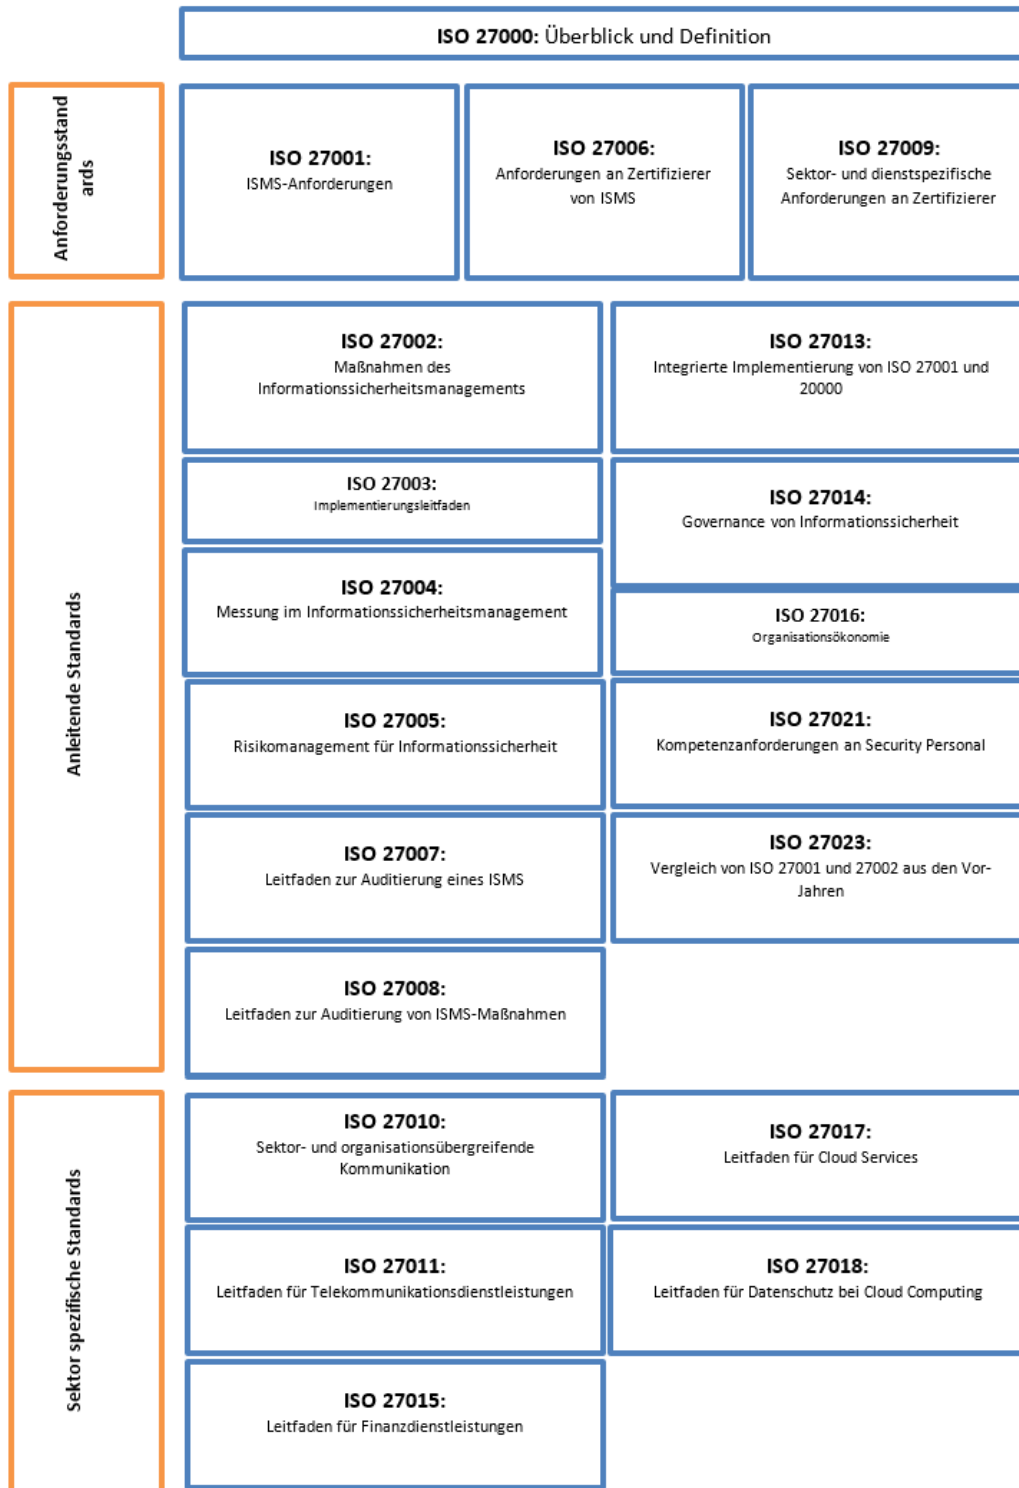 ISO 27000: Überblick und Definition
Anforderungsstand
ards
ISO 27001:
ISMS-Anforderungen
ISO 27006:
Anforderungen an Zertifizierer
von ISMS
ISO 27009:
Sektor- und dienstspezifische
Anforderungen an Zertifizierer
Anleitende Standards
ISO 27002:
Maßnahmen des
Informationssicherheitsmanagements
ISO 27003:
Implementierungsleitfaden
ISO 27004:
Messung im Informationssicherheitsmanagement
ISO 27005:
Risikomanagement für Informationssicherheit
ISO 27007:
Leitfaden zur Auditierung eines ISMS
ISO 27008:
Leitfaden zur Auditierung von ISMS-Maßnahmen
ISO 27013:
Integrierte Implementierung von ISO 27001 und
20000
ISO 27014:
Governance von Informationssicherheit
ISO 27016:
Organisationsökonomie
ISO 27021:
Kompetenzanforderungen an Security Personal
ISO 27023:
Vergleich von ISO 27001 und 27002 aus den Vor-
Jahren
Sektor spezifische Standards
ISO 27010:
Sektor- und organisationsübergreifende
Kommunikation
ISO 27011:
Leitfaden für Telekommunikationsdienstleistungen
ISO 27015:
Leitfaden für Finanzdienstleistungen
ISO 27017:
Leitfaden für Cloud Services
ISO 27018:
Leitfaden für Datenschutz bei Cloud Computing